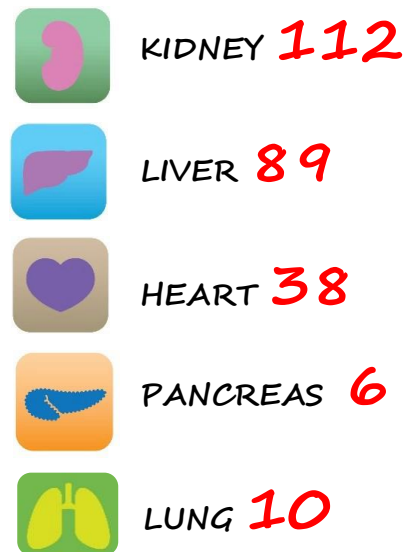 KIDNEY 112
LIVER 89
HEART 38
PANCREAS 6
LUNG 10